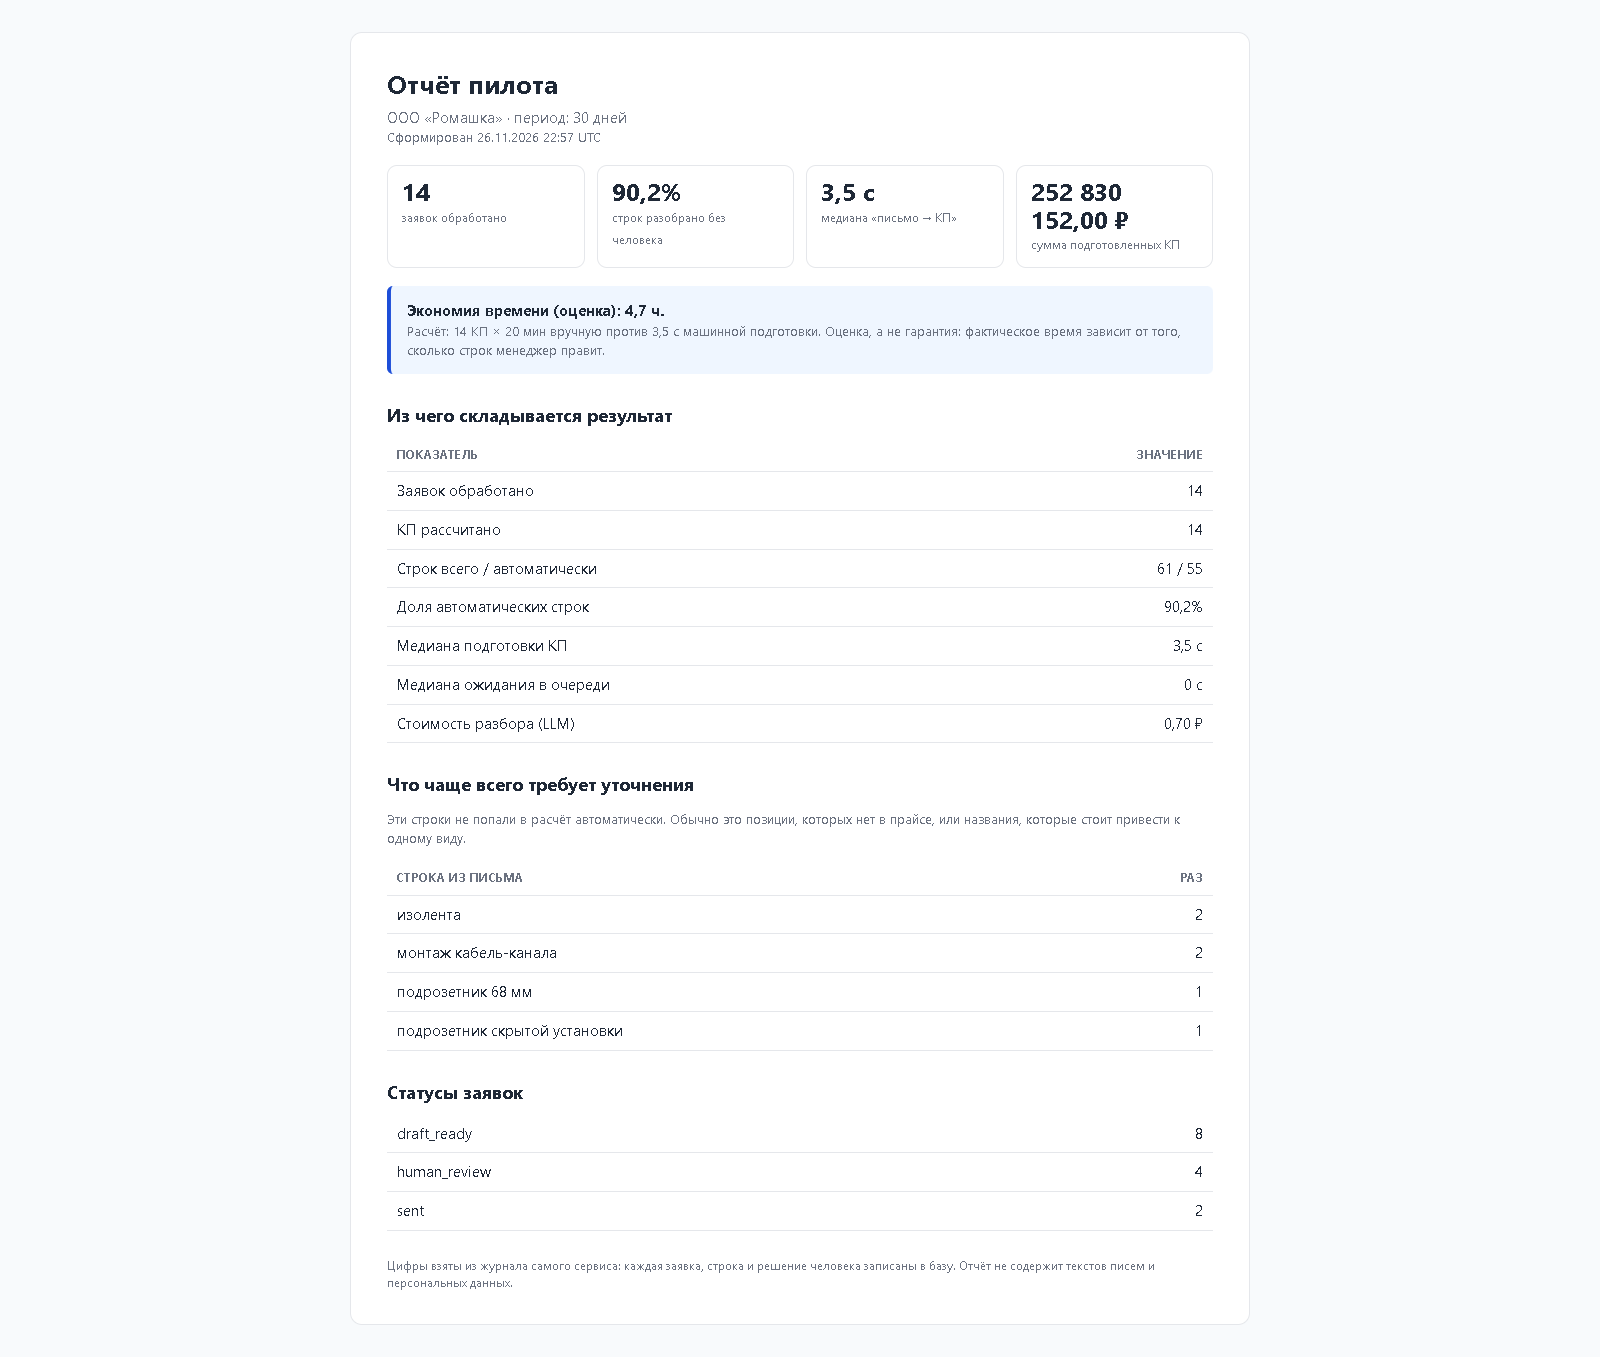 Отчёт пилота
ООО «Ромашка» · период: 30 дней
Сформирован 26.11.2026 22:57 UTC
14
заявок обработано
90,2%
строк разобрано без
человека
3,5 с
медиана «письмо → КП»
252 830
152,00 ₽
сумма подготовленных КП
Экономия времени (оценка): 4,7 ч.
Расчёт: 14 КП × 20 мин вручную против 3,5 с машинной подготовки. Оценка, а не гарантия: фактическое время зависит от того,
сколько строк менеджер правит.
Из чего складывается результат
ПОКАЗАТЕЛЬ ЗНАЧЕНИЕ
Заявок обработано 14
КП рассчитано 14
Строк всего / автоматически 61 / 55
Доля автоматических строк 90,2%
Медиана подготовки КП 3,5 с
Медиана ожидания в очереди 0 с
Стоимость разбора (LLM) 0,70 ₽
Что чаще всего требует уточнения
Эти строки не попали в расчёт автоматически. Обычно это позиции, которых нет в прайсе, или названия, которые стоит привести к
одному виду.
СТРОКА ИЗ ПИСЬМА РАЗ
изолента 2
монтаж кабель-канала 2
подрозетник 68 мм 1
подрозетник скрытой установки 1
Статусы заявок
draft_ready 8
human_review 4
sent 2
Цифры взяты из журнала самого сервиса: каждая заявка, строка и решение человека записаны в базу. Отчёт не содержит текстов писем и
персональных данных.